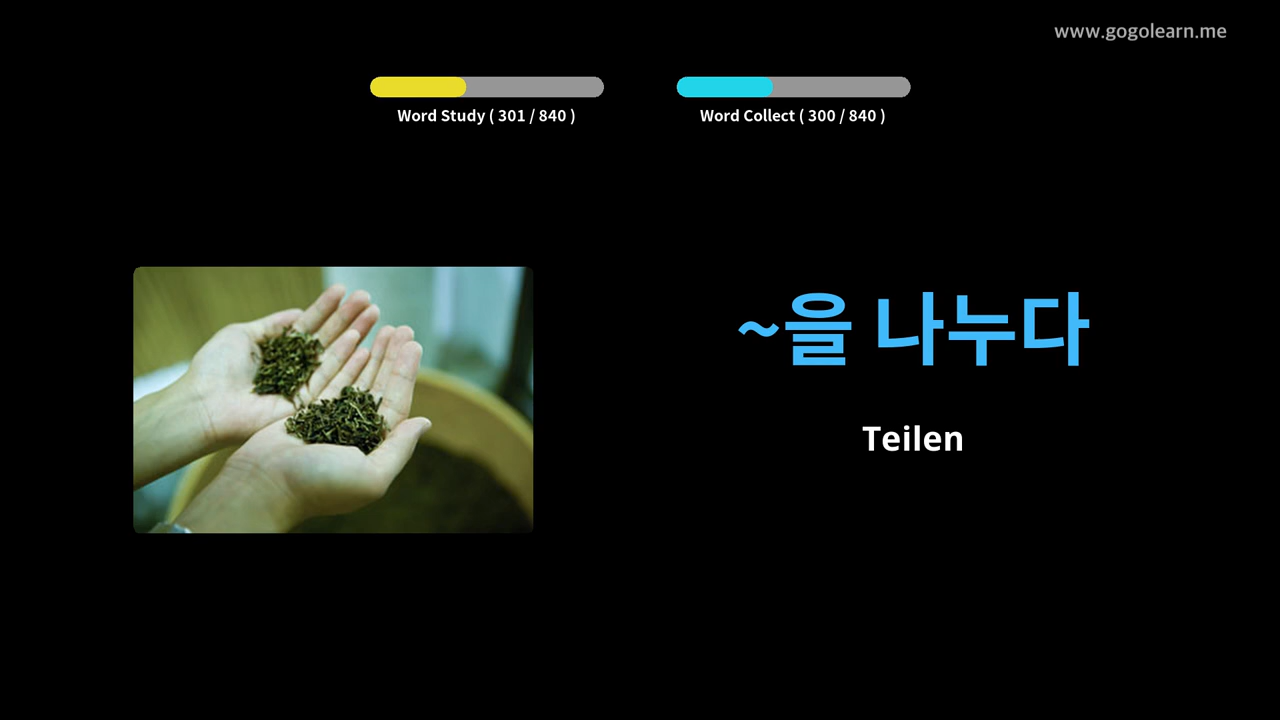 www.gogolearn.me
Word Study ( 301 / 840 )
Word Collect ( 300 / 840 )
~을 나누다
Teilen